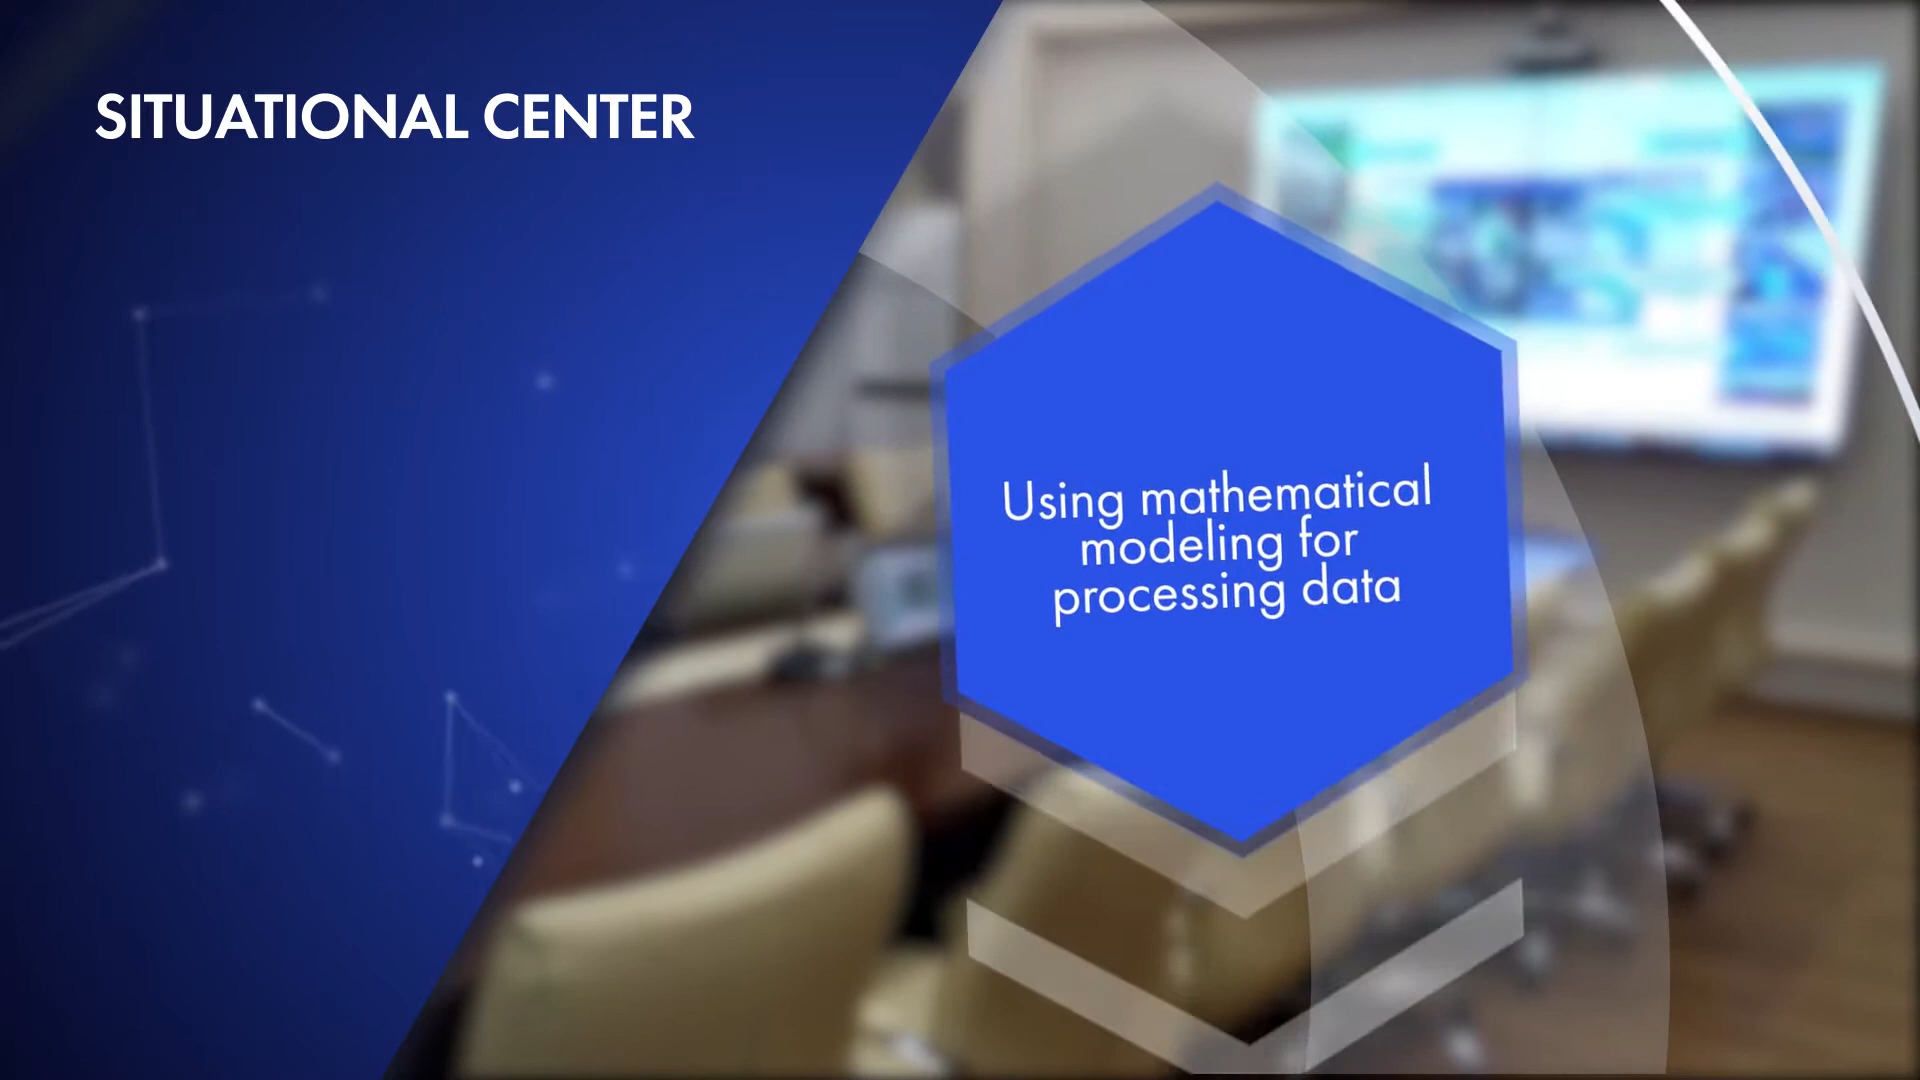 SITUATIONAL CENTER
Using mathematical
modeling for
processing data